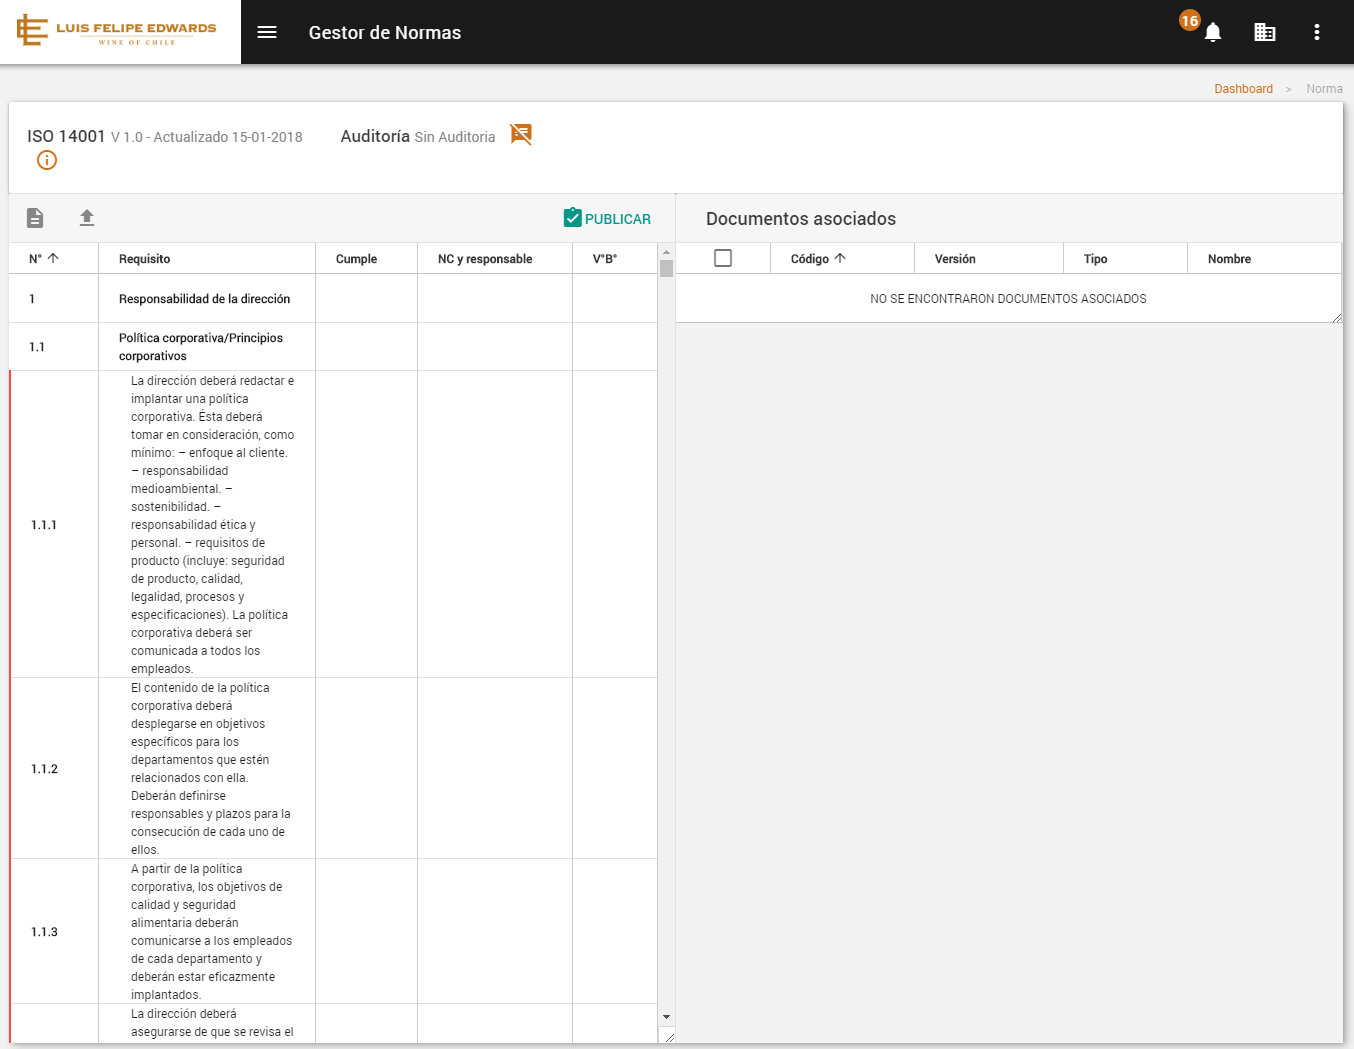 LUIS FELIPE EDWARDS
WINE OF CHILE
Gestor de Normas
16
Dashboard > Norma
ISO 14001 V 1.0 - Actualizado 15-01-2018
Auditoría Sin Auditoria
PUBLICAR
Documentos asociados
N° Requisito Cumple NC y responsable V°B°
Código Versión Tipo Nombre
NO SE ENCONTRARON DOCUMENTOS ASOCIADOS
1 Responsabilidad de la dirección
1.1 Política corporativa/Principios
corporativos
1.1.1
La dirección deberá redactar e
implantar una política
corporativa. Ésta deberá
tomar en consideración, como
mínimo: – enfoque al cliente.
– responsabilidad
medioambiental. –
sostenibilidad. –
responsabilidad ética y
personal. – requisitos de
producto (incluye: seguridad
de producto, calidad,
legalidad, procesos y
especificaciones). La política
corporativa deberá ser
comunicada a todos los
empleados.
1.1.2
El contenido de la política
corporativa deberá
desplegarse en objetivos
específicos para los
departamentos que estén
relacionados con ella.
Deberán definirse
responsables y plazos para la
consecución de cada uno de
ellos.
1.1.3
A partir de la política
corporativa, los objetivos de
calidad y seguridad
alimentaria deberán
comunicarse a los empleados
de cada departamento y
deberán estar eficazmente
implantados.
La dirección deberá
asegurarse de que se revisa el